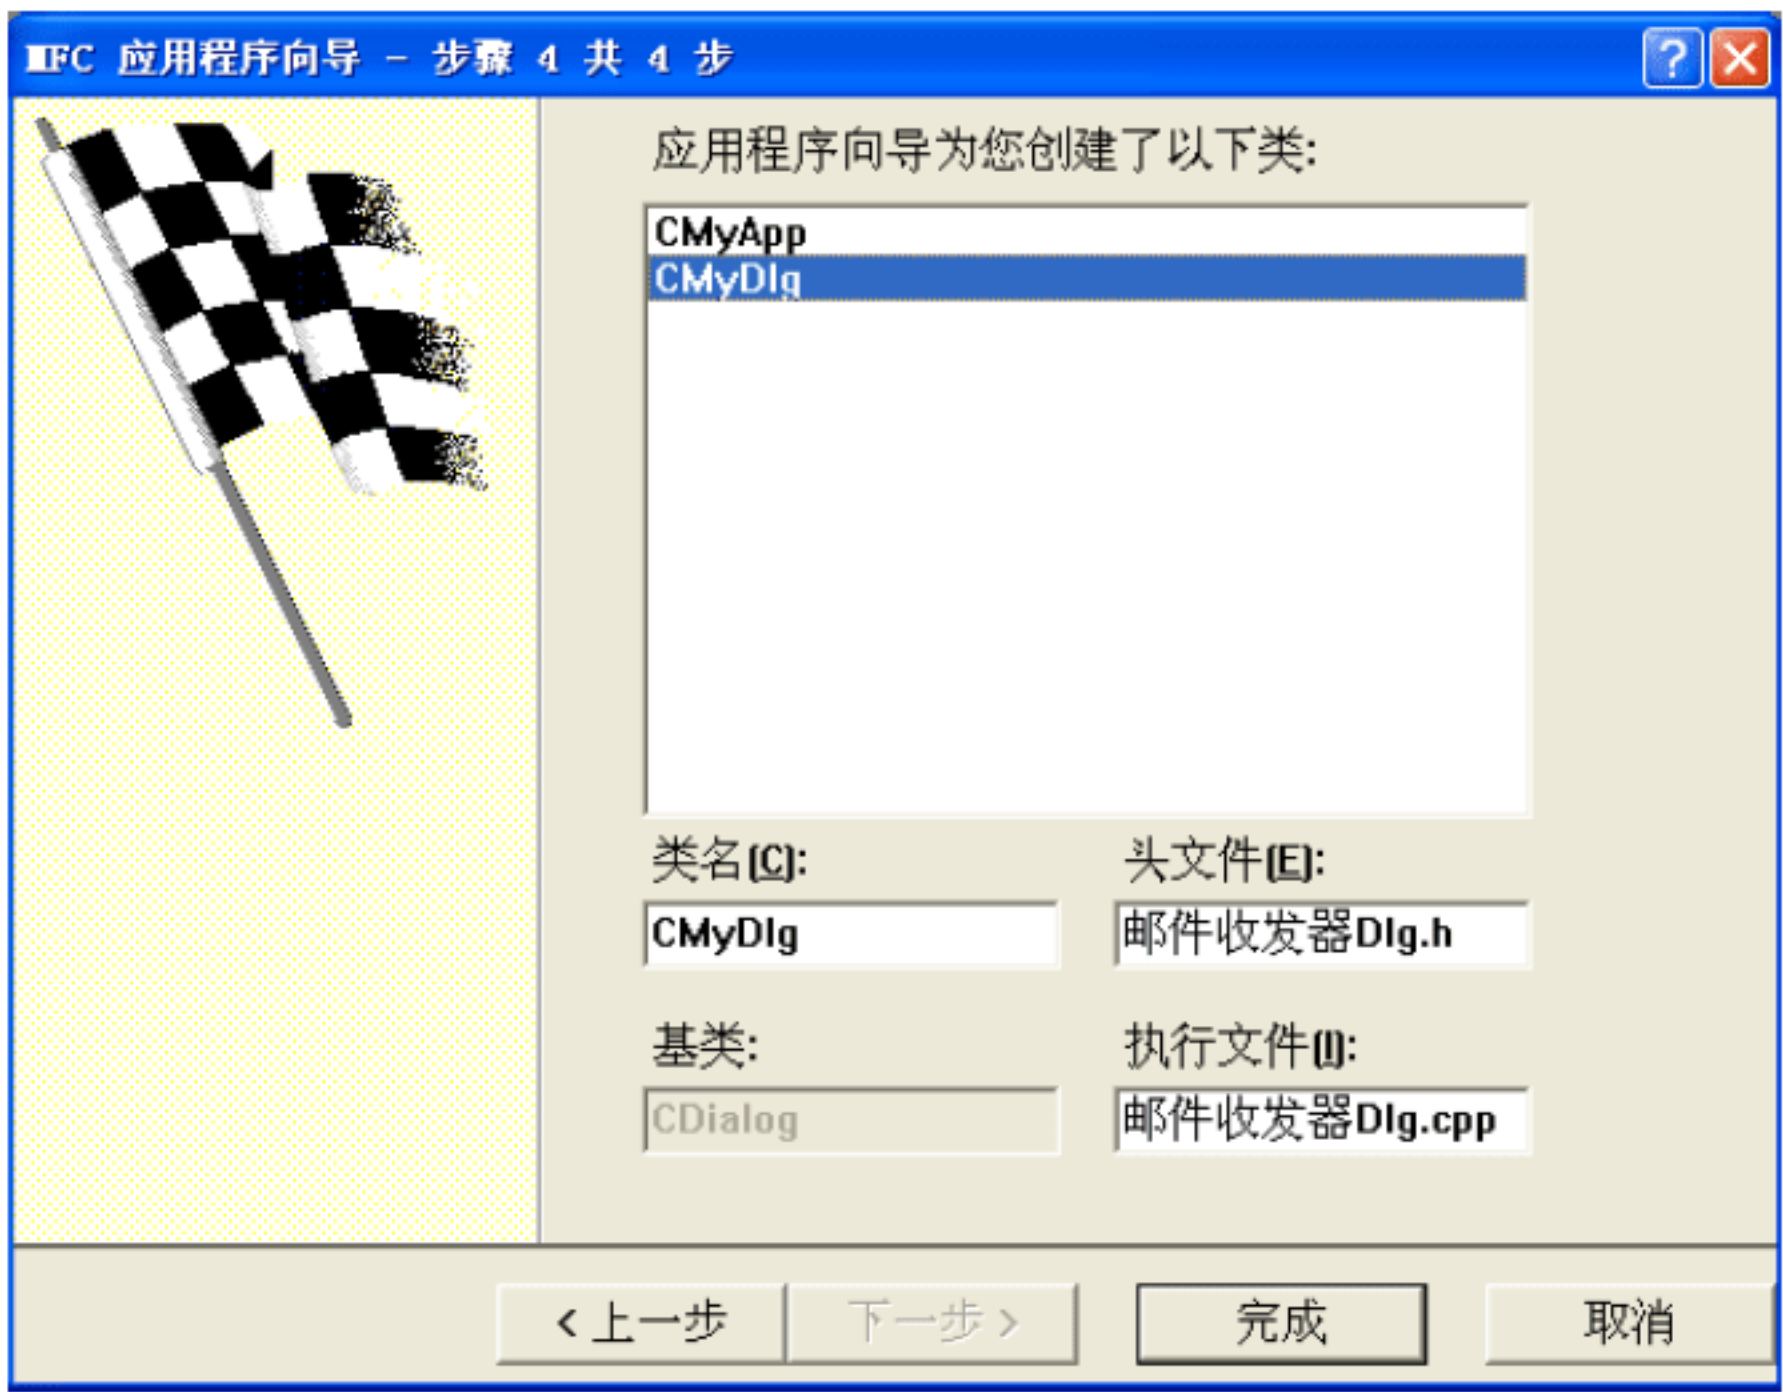 MFC 应用程序向导 - 步骤 4 共 4 步
应用程序向导为您创建了以下类:
CMyApp
CMyDlg
类名(C): 头文件(E):
CMyDlg 邮件收发器Dlg.h
基类: 执行文件(I):
CDialog 邮件收发器Dlg.cpp
< 上一步 下一步 > 完成 取消